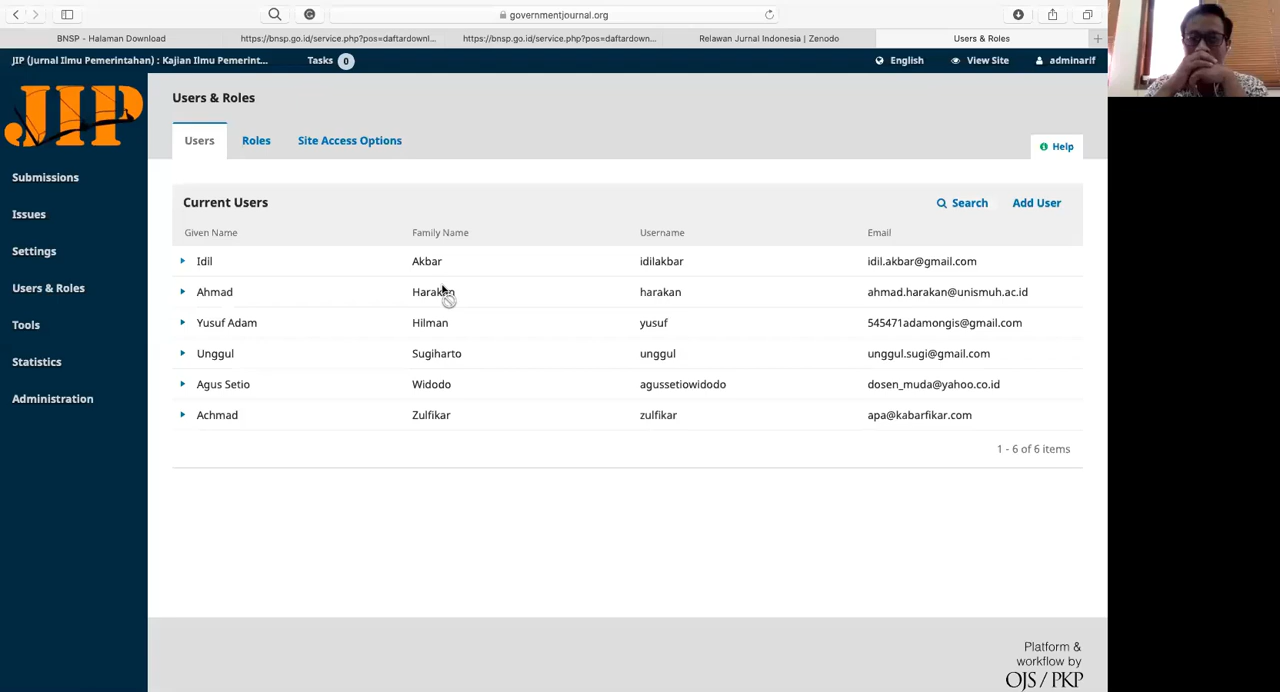 governmentjournal.org
BNSP - Halaman Download
https://bnsp.go.id/service.php?pos=daftardownl...
https://bnsp.go.id/service.php?pos=daftardown...
Relawan Jurnal Indonesia | Zenodo
Users & Roles
JIP (Jurnal Ilmu Pemerintahan) : Kajian Ilmu Pemerint...
Tasks 0
English
View Site
adminarif
JIP
Users & Roles
Users
Roles
Site Access Options
Help
Submissions
Issues
Settings
Users & Roles
Tools
Statistics
Administration
Current Users
Search
Add User
Given Name Family Name Username Email
Idil Akbar idilakbar idil.akbar@gmail.com
Ahmad Harakan harakan ahmad.harakan@unismuh.ac.id
Yusuf Adam Hilman yusuf 545471adamongis@gmail.com
Unggul Sugiharto unggul unggul.sugi@gmail.com
Agus Setio Widodo agussetiowidodo dosen_muda@yahoo.co.id
Achmad Zulfikar zulfikar apa@kabarfikar.com
1 - 6 of 6 items
Platform &
workflow by
OJS / PKP